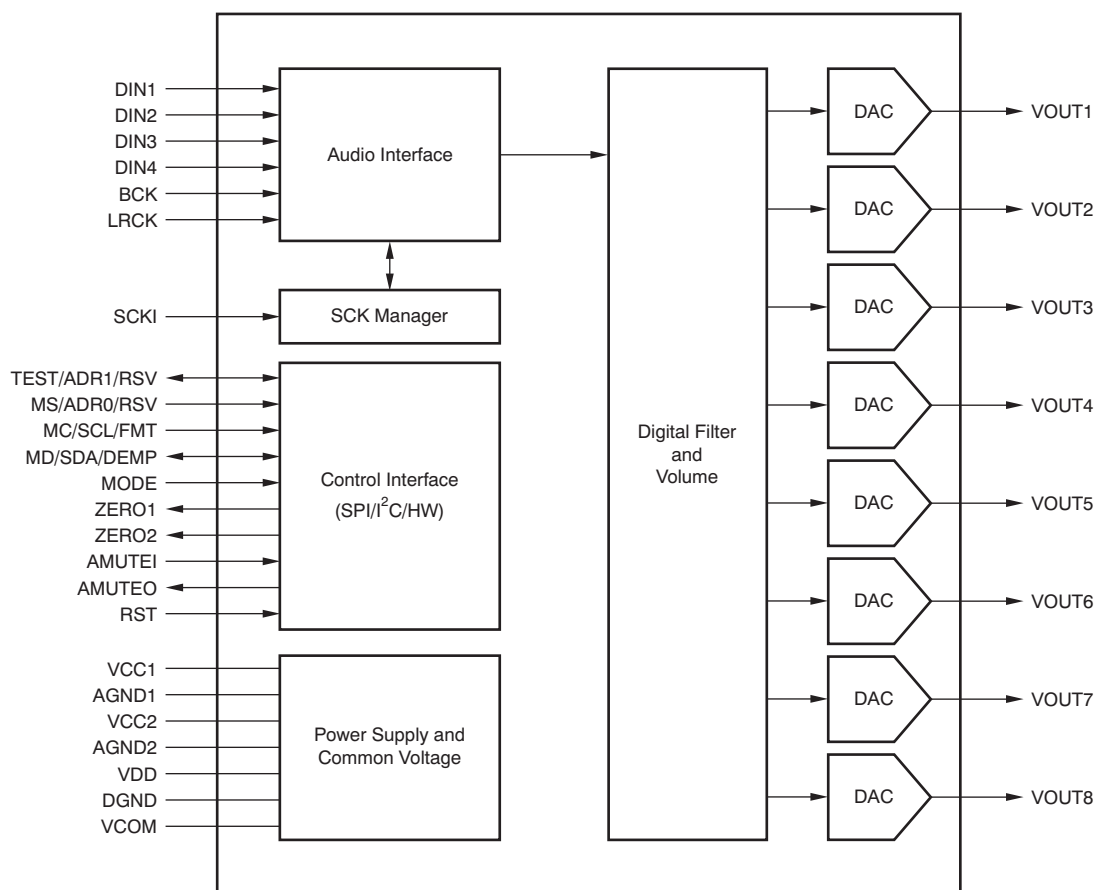 DIN1
DIN2
DIN3
DIN4
BCK
LRCK
Audio Interface
SCKI
SCK Manager
TEST/ADR1/RSV
MS/ADR0/RSV
MC/SCL/FMT
MD/SDA/DEMP
MODE
ZERO1
ZERO2
AMUTEI
AMUTEO
RST
Control Interface
(SPI/I²C/HW)
VCC1
AGND1
VCC2
AGND2
VDD
DGND
VCOM
Power Supply and
Common Voltage
Digital Filter
and
Volume
DAC
VOUT1
DAC
VOUT2
DAC
VOUT3
DAC
VOUT4
DAC
VOUT5
DAC
VOUT6
DAC
VOUT7
DAC
VOUT8